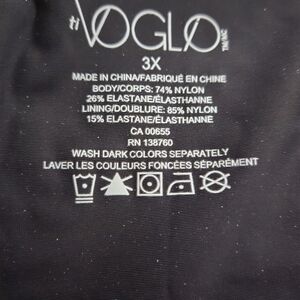 VOGLO
3X
MADE IN CHINA/FABRIQUÉ EN CHINE
BODY/CORPS: 74% NYLON
26% ELASTANE/ÉLASTHANNE
LINING/DOUBLURE: 85% NYLON
15% ELASTANE/ÉLASTHANNE
CA 00655
RN 138760
WASH DARK COLORS SEPARATELY
LAVER LES COULEURS FONCÉES SÉPARÉMENT